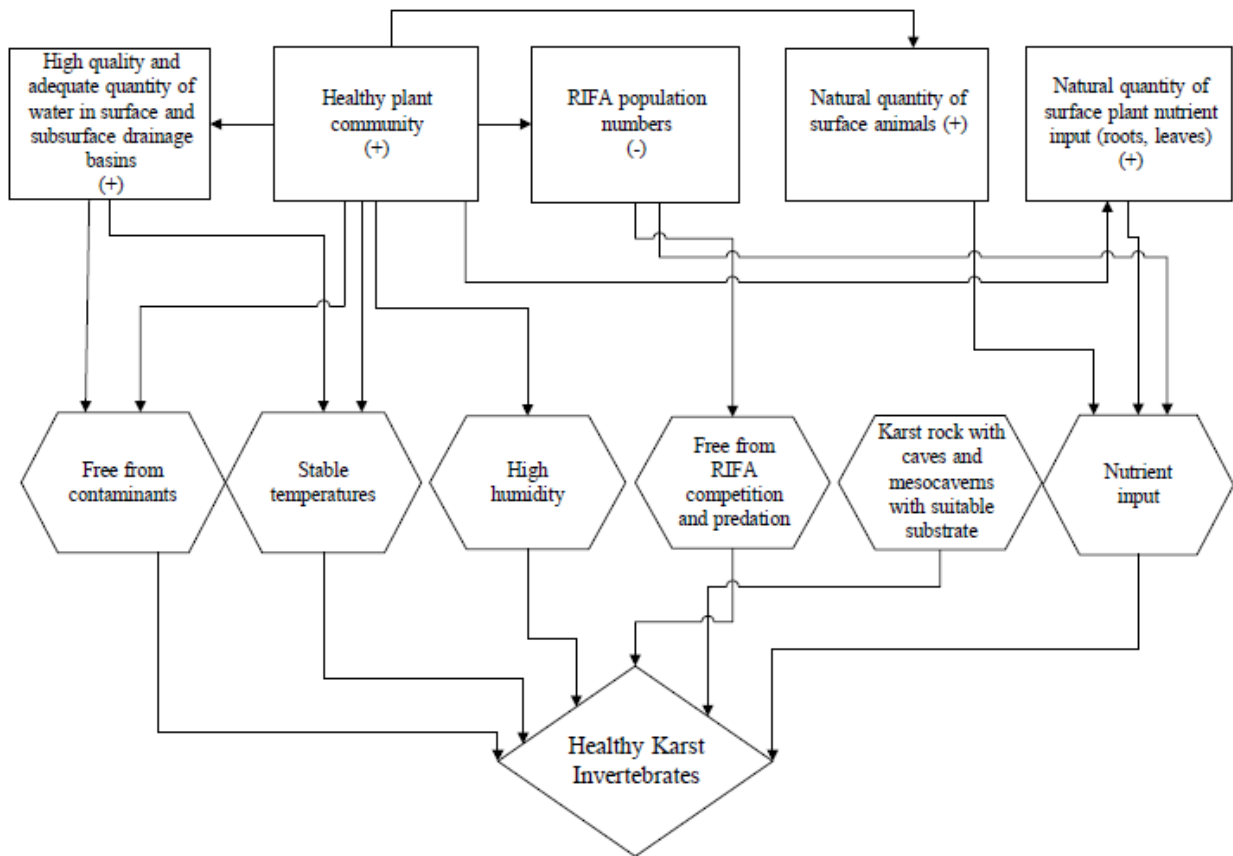 High quality and
adequate quantity of
water in surface and
subsurface drainage
basins
(+)
Healthy plant
community
(+)
RIFA population
numbers
(-)
Natural quantity of
surface animals (+)
Natural quantity of
surface plant nutrient
input (roots, leaves)
(+)
Free from
contaminants
Stable
temperatures
High
humidity
Free from
RIFA
competition
and predation
Karst rock with
caves and
mesocaverns
with suitable
substrate
Nutrient
input
Healthy Karst
Invertebrates